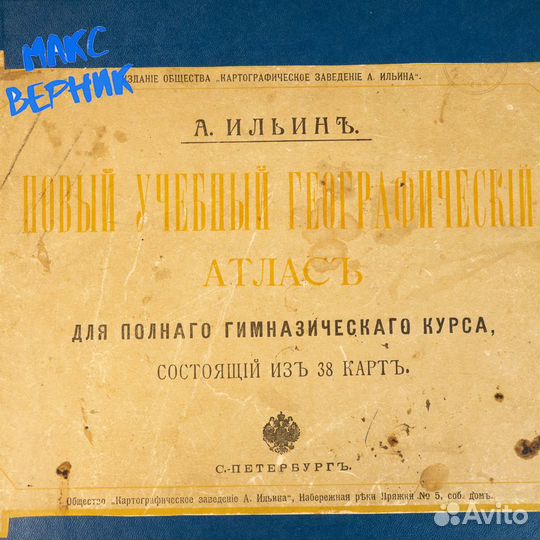 МАКС
ВЕРНИК
ИЗДАНІЕ ОБЩЕСТВА „КАРТОГРАФИЧЕСКОЕ ЗАВЕДЕНІЕ А. ИЛЬИНА“.
А. ИЛЬИНЪ.
НОВЫЙ УЧЕБНЫЙ ГЕОГРАФИЧЕСКІЙ
АТЛАСЪ
ДЛЯ ПОЛНАГО ГИМНАЗИЧЕСКАГО КУРСА,
СОСТОЯЩІЙ ИЗЪ 38 КАРТЪ.
С.-ПЕТЕРБУРГЪ.
Общество „Картографическое заведеніе А. Ильина“, Набережная рѣки Пряжки № 5, соб. домъ.
Avito